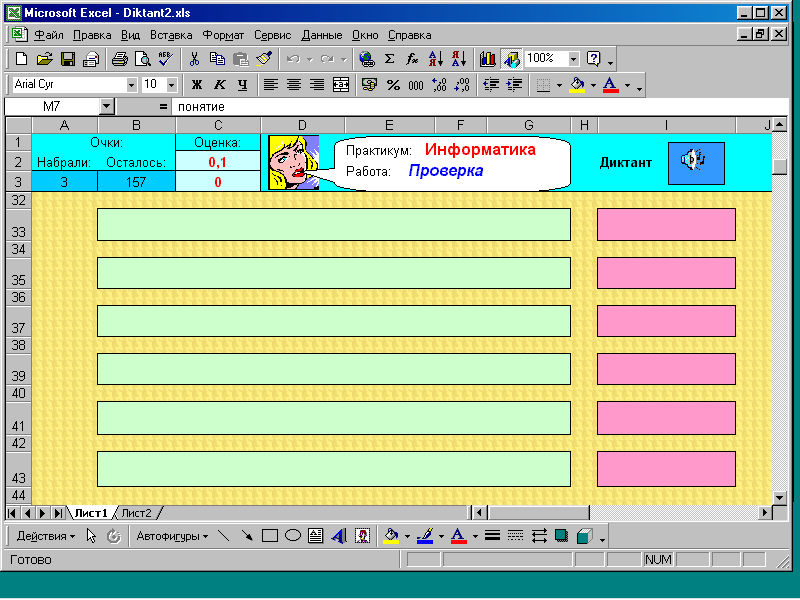 Microsoft Excel - Diktant2.xls
Файл Правка Вид Вставка Формат Сервис Данные Окно Справка
100%
Arial Cyr 10 Ж К Ч % 000
M7 = понятие
A B C D E F G H I J
1 Очки: Оценка:
2 Набрали: Осталось: 0,1
3 3 157 0
Практикум: Информатика
Работа: Проверка
Диктант
32
33
34
35
36
37
38
39
40
41
42
43
44
Лист1 Лист2
Действия Автофигуры
Готово NUM